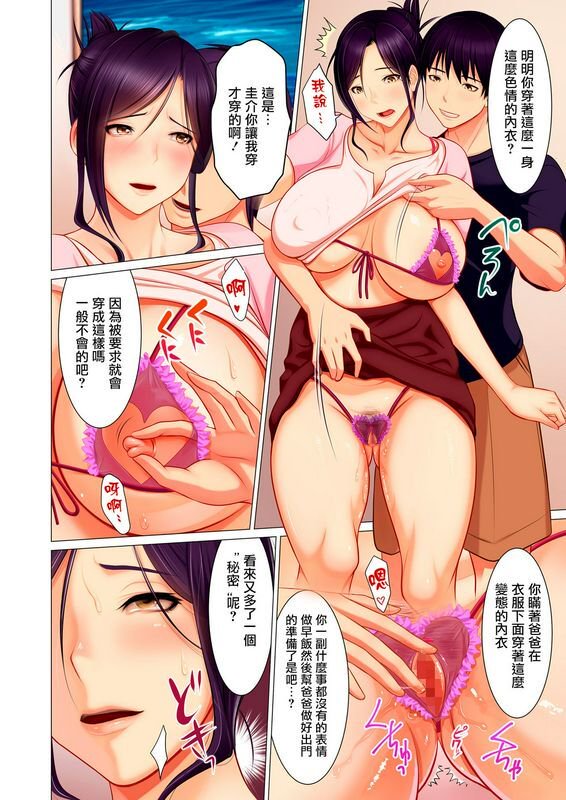 明明你穿著這麼一身
這麼色情的內衣?
我說…
ぺろん
這是…
圭介你讓我穿
才穿的啊!
啊♥
因為被要求就會
穿成這樣嗎
一般不會的吧?
くにくに
呀啊…
你瞞著爸爸在
衣服下面穿著這麼
變態的內衣
嗯♡
你一副什麼事都沒有的表情
做早飯然後幫爸爸做好出門
的準備了是吧…?
看來又多了一個
"秘密"呢?